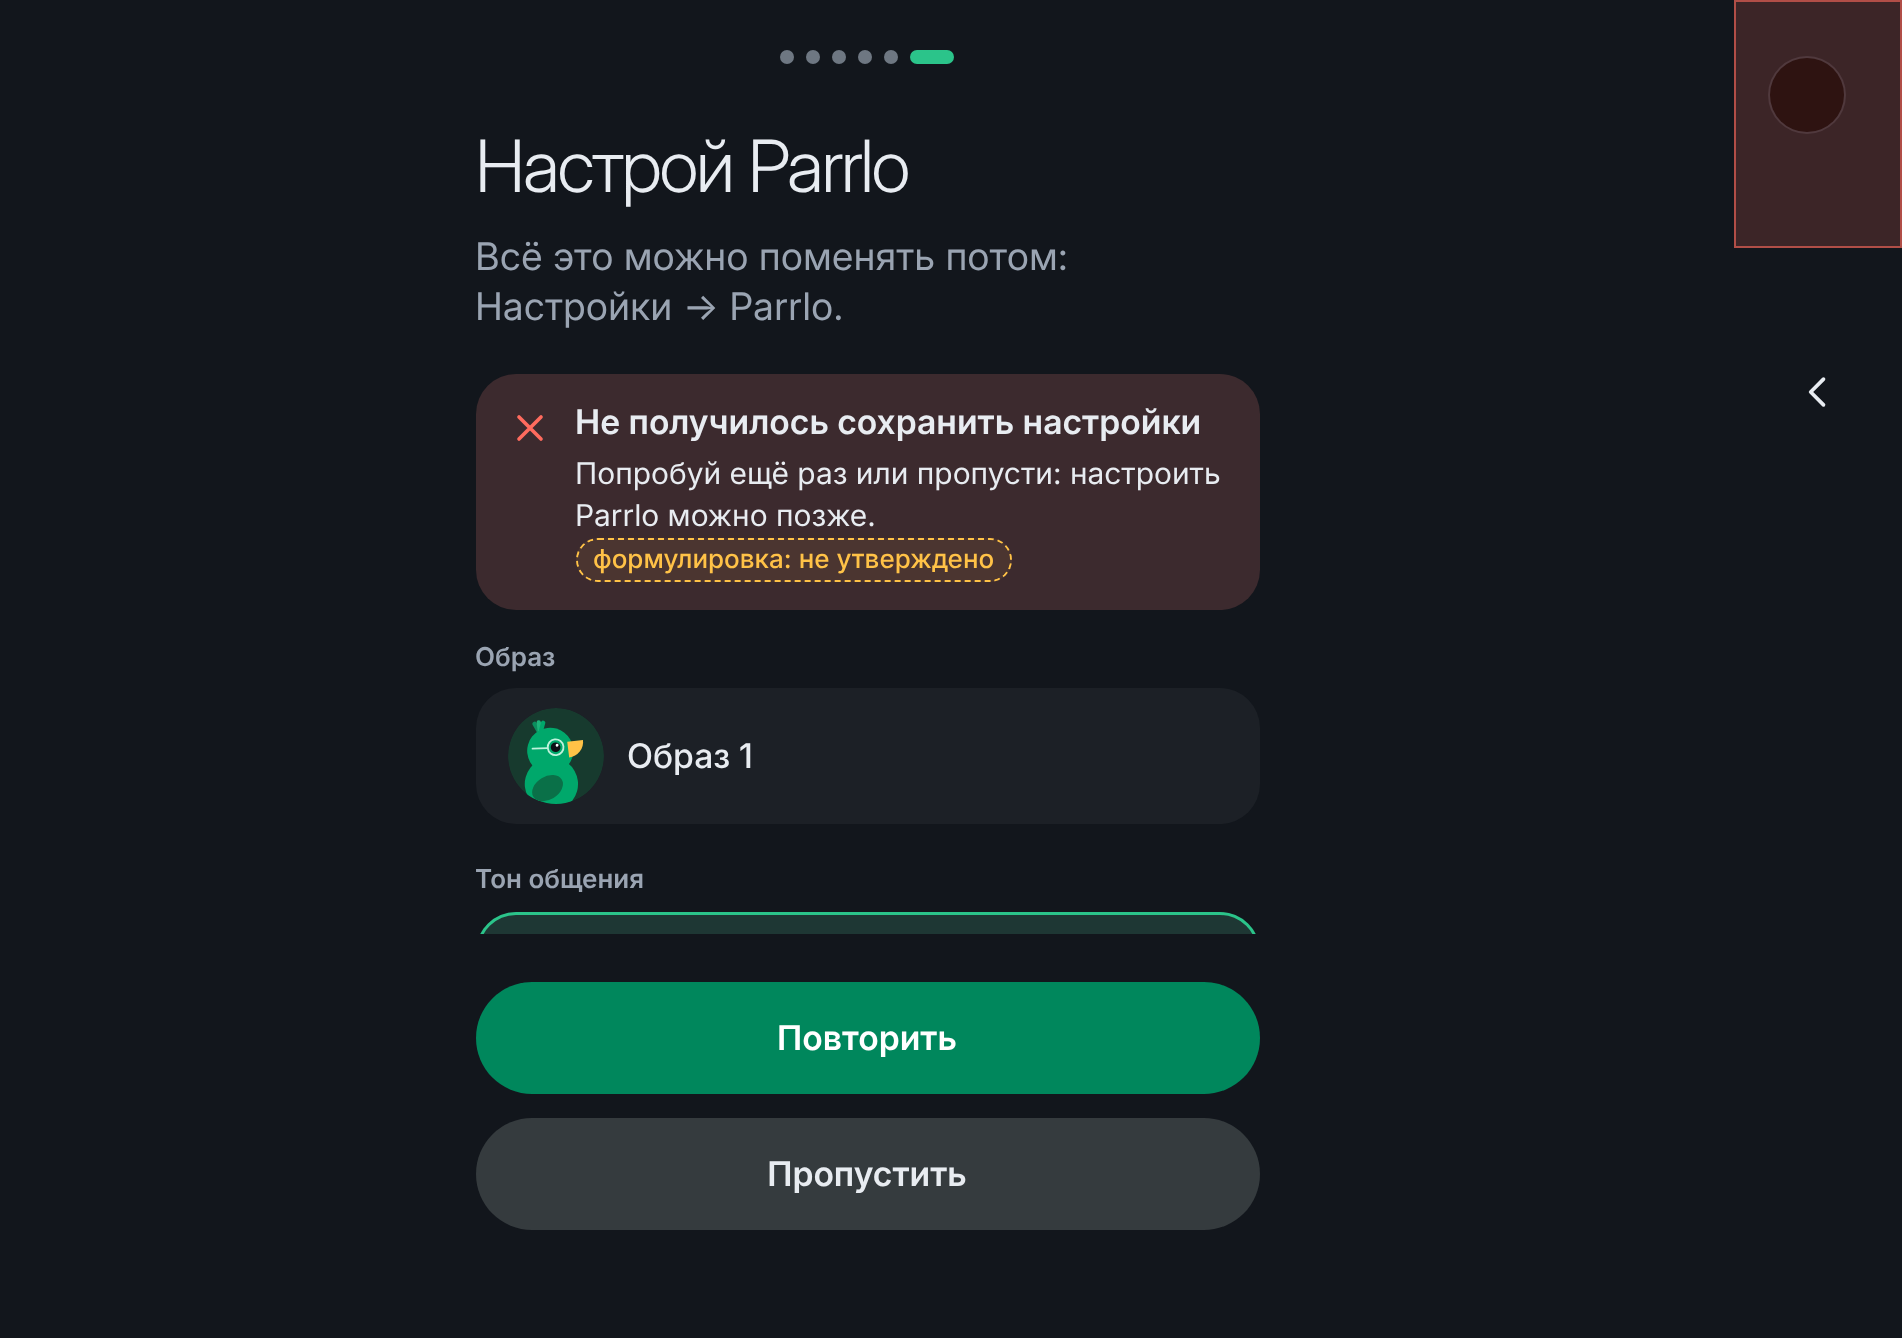 Настрой Parrlo
Всё это можно поменять потом:
Настройки → Parrlo.
Не получилось сохранить настройки
Попробуй ещё раз или пропусти: настроить
Parrlo можно позже.
формулировка: не утверждено
Образ
Образ 1
Тон общения
Повторить
Пропустить